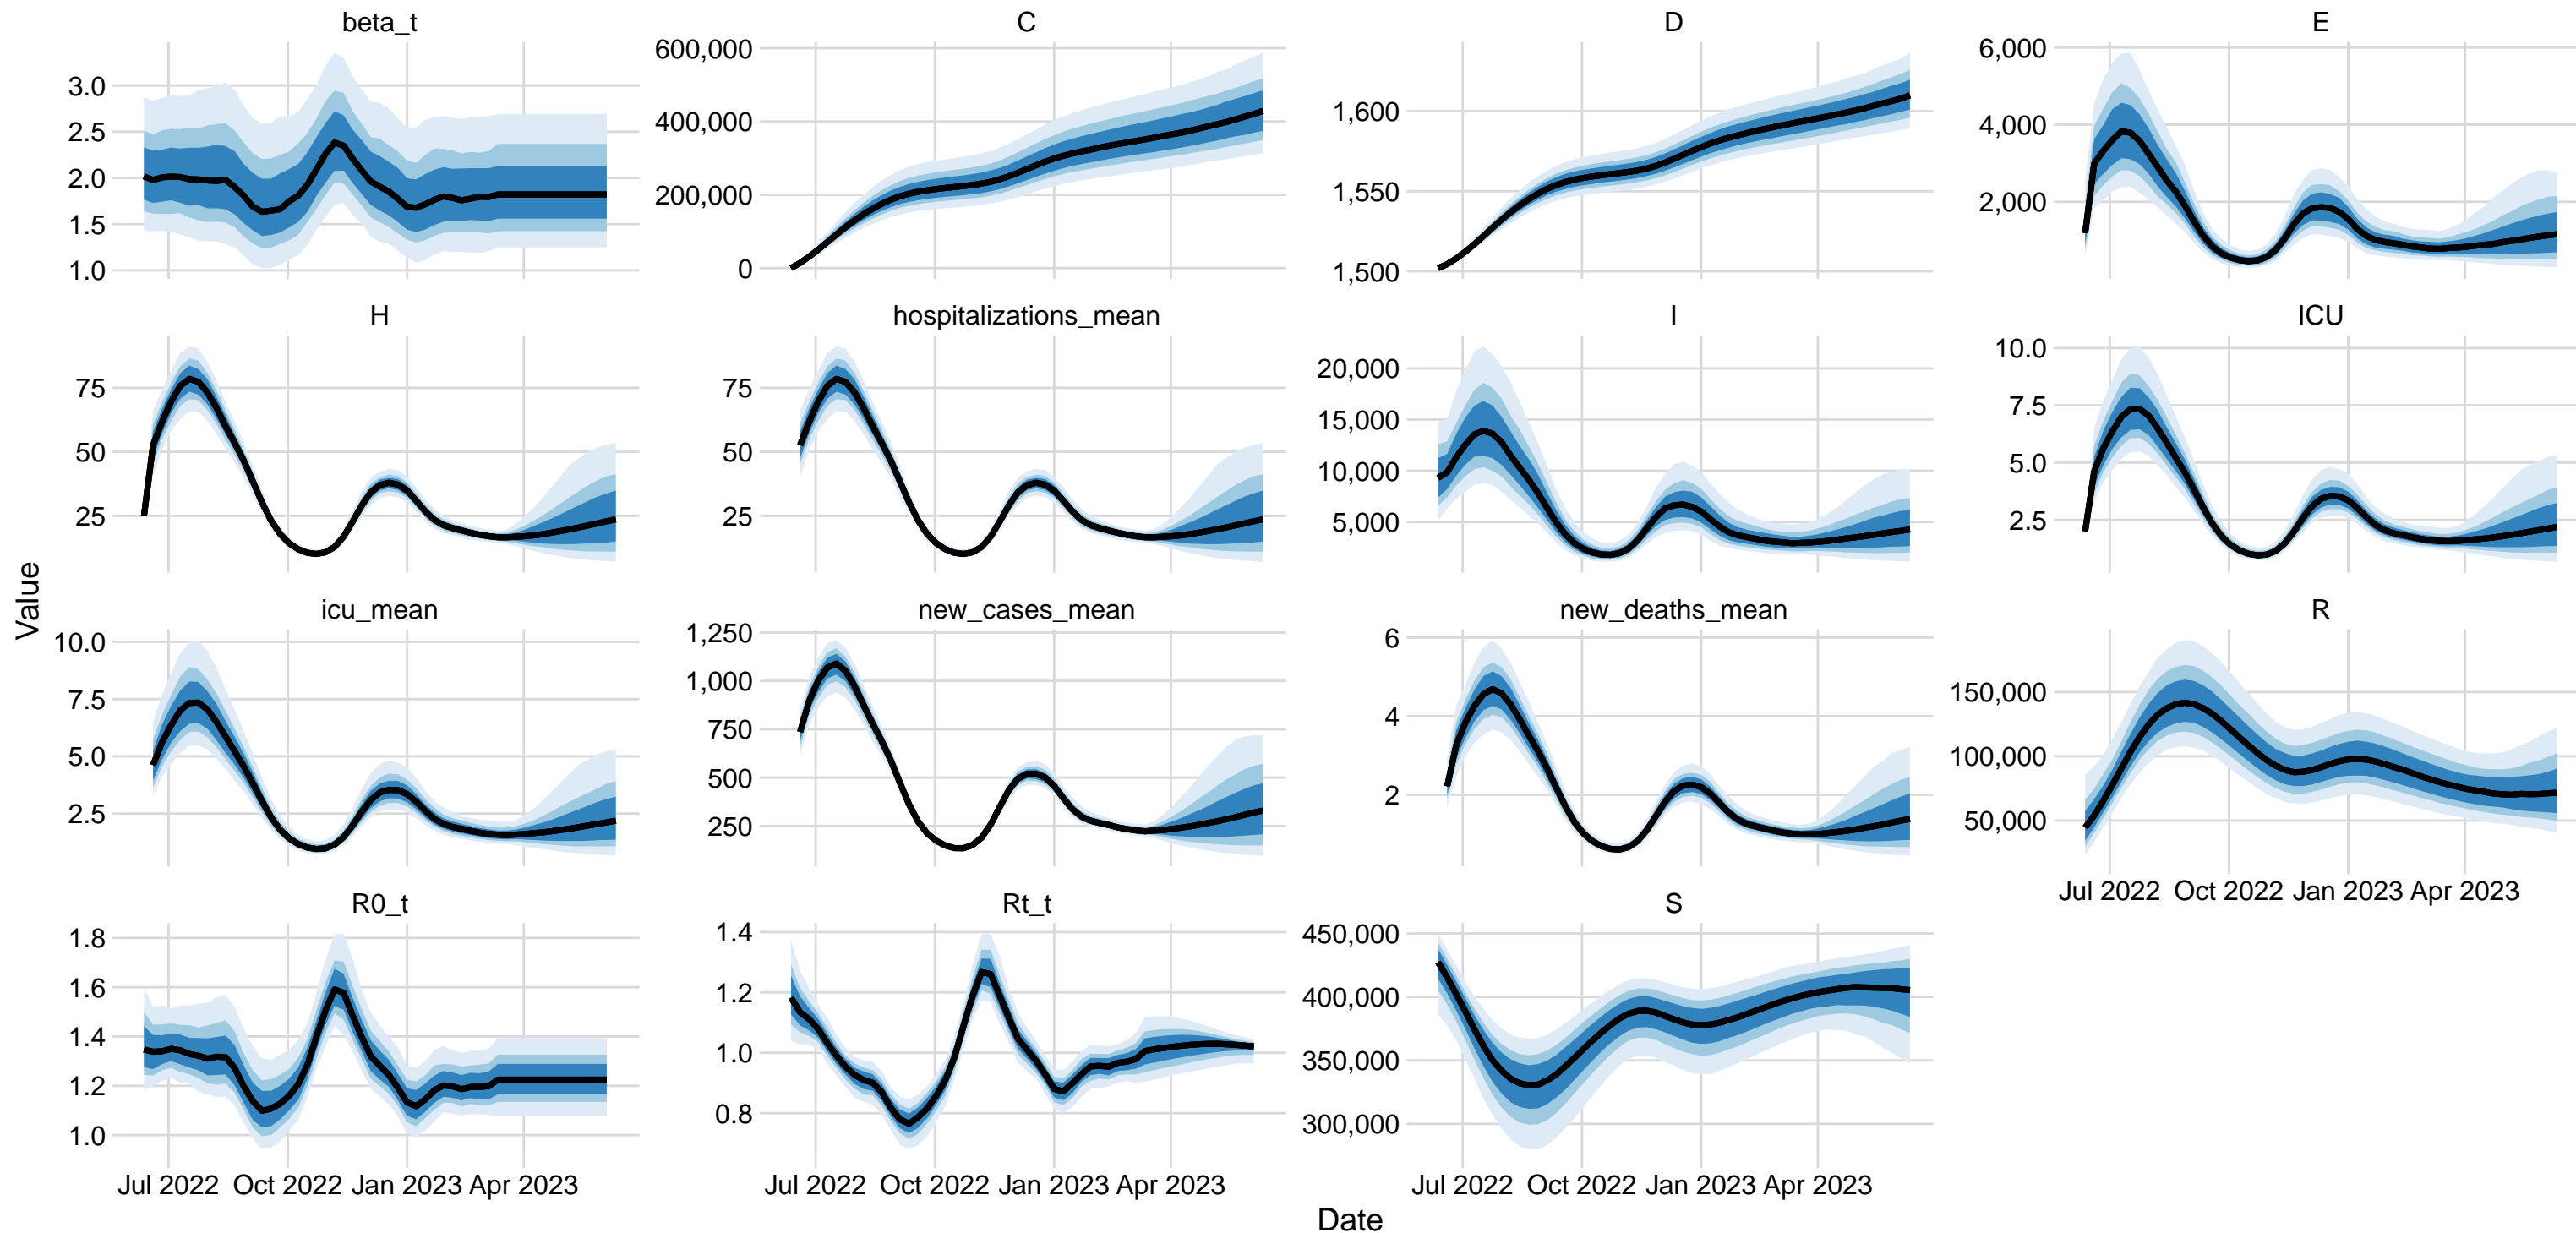 beta_t
C
D
E
3.0
2.5
2.0
1.5
1.0
600,000
400,000
200,000
0
1,600
1,550
1,500
6,000
4,000
2,000
H
hospitalizations_mean
I
ICU
75
50
25
75
50
25
20,000
15,000
10,000
5,000
10.0
7.5
5.0
2.5
Value
icu_mean
new_cases_mean
new_deaths_mean
R
10.0
7.5
5.0
2.5
1,250
1,000
750
500
250
6
4
2
150,000
100,000
50,000
Jul 2022 Oct 2022 Jan 2023 Apr 2023
R0_t
Rt_t
S
1.8
1.6
1.4
1.2
1.0
1.4
1.2
1.0
0.8
450,000
400,000
350,000
300,000
Jul 2022 Oct 2022 Jan 2023 Apr 2023
Jul 2022 Oct 2022 Jan 2023 Apr 2023
Jul 2022 Oct 2022 Jan 2023 Apr 2023
Date